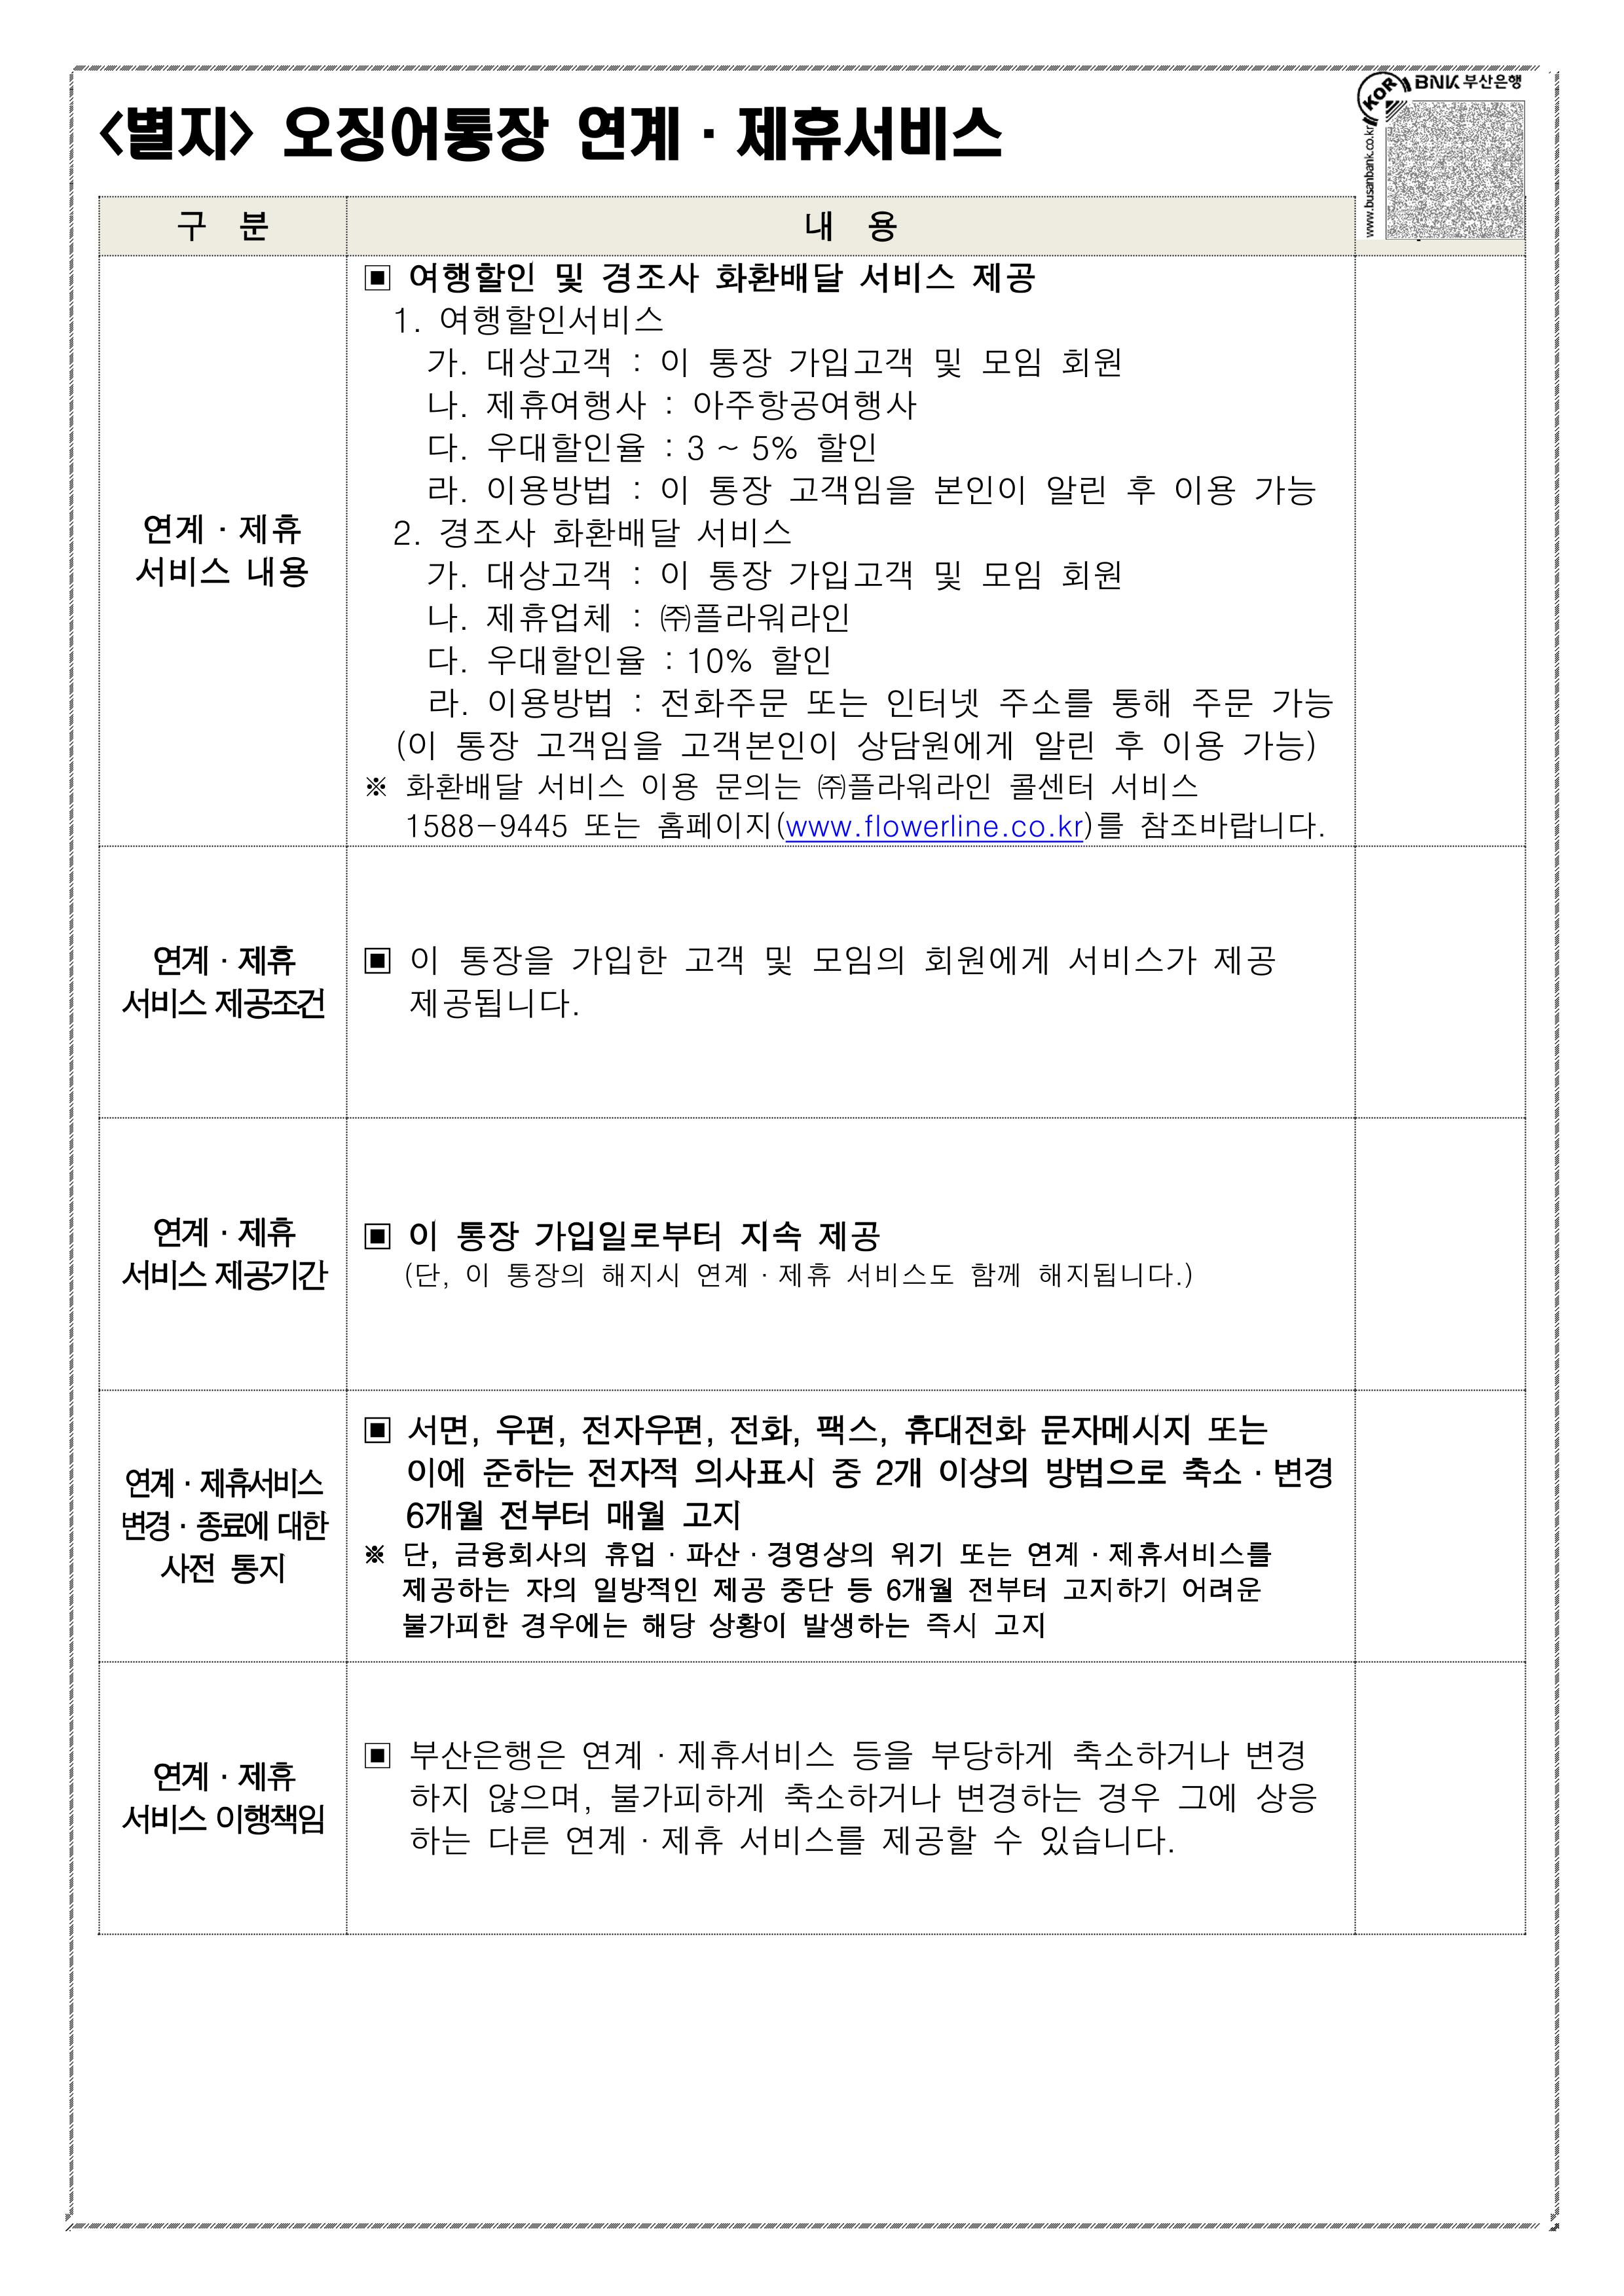 <별지> 오징어통장 연계·제휴서비스
KOR
BNK 부산은행
www.busanbank.co.kr
구 분
내 용
연계·제휴
서비스 내용
▣ 여행할인 및 경조사 화환배달 서비스 제공
1. 여행할인서비스
가. 대상고객 : 이 통장 가입고객 및 모임 회원
나. 제휴여행사 : 아주항공여행사
다. 우대할인율 : 3 ~ 5% 할인
라. 이용방법 : 이 통장 고객임을 본인이 알린 후 이용 가능
2. 경조사 화환배달 서비스
가. 대상고객 : 이 통장 가입고객 및 모임 회원
나. 제휴업체 : ㈜플라워라인
다. 우대할인율 : 10% 할인
라. 이용방법 : 전화주문 또는 인터넷 주소를 통해 주문 가능
(이 통장 고객임을 고객본인이 상담원에게 알린 후 이용 가능)
※ 화환배달 서비스 이용 문의는 ㈜플라워라인 콜센터 서비스
1588-9445 또는 홈페이지(www.flowerline.co.kr)를 참조바랍니다.
연계·제휴
서비스 제공조건
▣ 이 통장을 가입한 고객 및 모임의 회원에게 서비스가 제공
제공됩니다.
연계·제휴
서비스 제공기간
▣ 이 통장 가입일로부터 지속 제공
(단, 이 통장의 해지시 연계·제휴 서비스도 함께 해지됩니다.)
연계·제휴서비스
변경·종료에 대한
사전 통지
▣ 서면, 우편, 전자우편, 전화, 팩스, 휴대전화 문자메시지 또는
이에 준하는 전자적 의사표시 중 2개 이상의 방법으로 축소·변경
6개월 전부터 매월 고지
※ 단, 금융회사의 휴업·파산·경영상의 위기 또는 연계·제휴서비스를
제공하는 자의 일방적인 제공 중단 등 6개월 전부터 고지하기 어려운
불가피한 경우에는 해당 상황이 발생하는 즉시 고지
연계·제휴
서비스 이행책임
▣ 부산은행은 연계·제휴서비스 등을 부당하게 축소하거나 변경
하지 않으며, 불가피하게 축소하거나 변경하는 경우 그에 상응
하는 다른 연계·제휴 서비스를 제공할 수 있습니다.